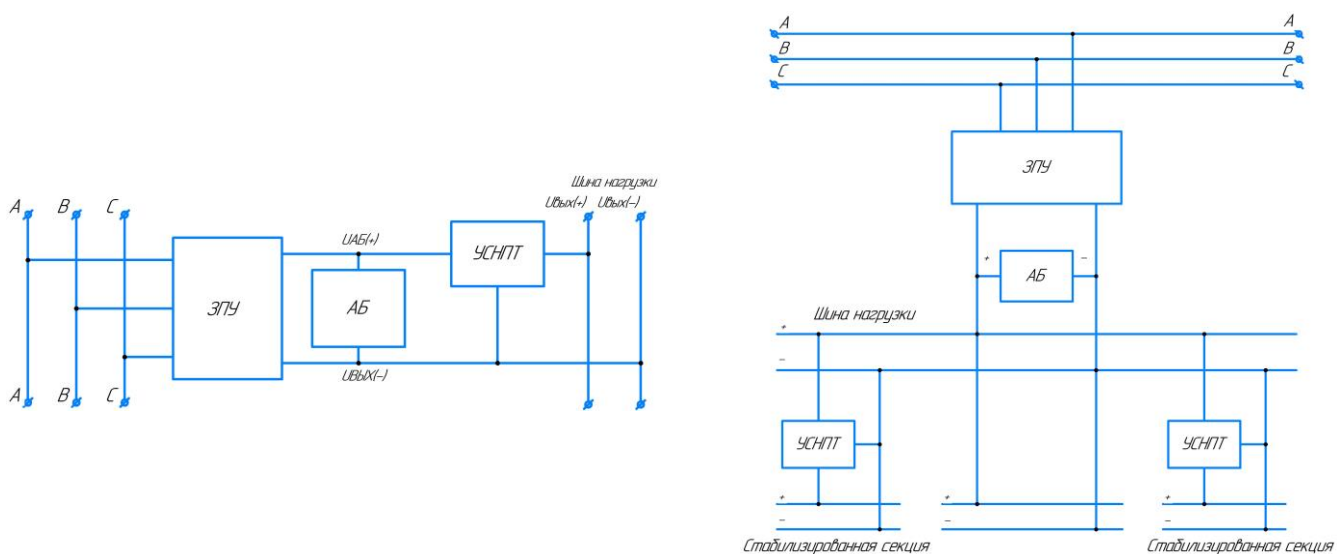 Шина нагрузки
Uвых(+) Uвых(–)
A B C
UАБ(+)
УСНПТ
ЗПУ
АБ
UВЫХ(–)
A B C
A A
B B
C C
ЗПУ
+ АБ –
Шина нагрузки
+
–
УСНПТ УСНПТ
+ + +
– – –
Стабилизированная секция Стабилизированная секция